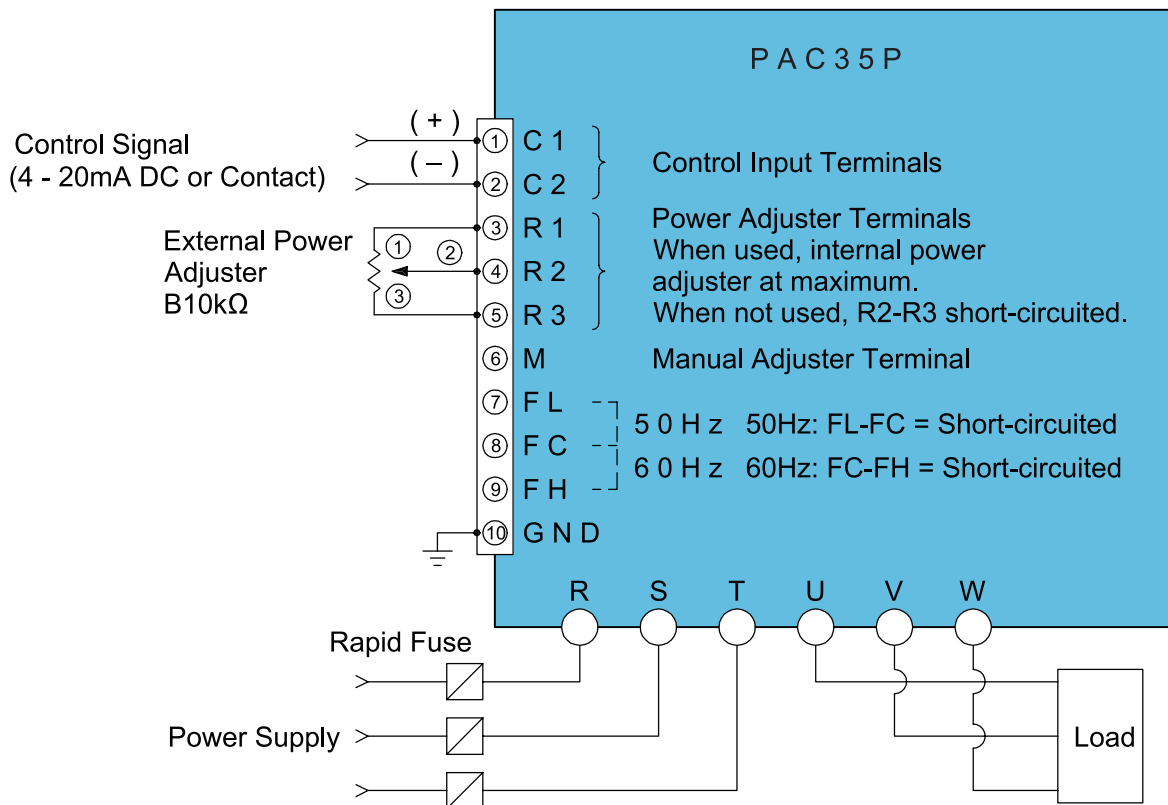 PAC35P
Control Signal
(4 - 20mA DC or Contact)
(+)
(–)
① C1
② C2
Control Input Terminals
External Power
Adjuster
B10kΩ
①
②
③
③ R1
④ R2
⑤ R3
Power Adjuster Terminals
When used, internal power
adjuster at maximum.
When not used, R2-R3 short-circuited.
⑥ M
Manual Adjuster Terminal
⑦ FL
⑧ FC
⑨ FH
50Hz 50Hz: FL-FC = Short-circuited
60Hz 60Hz: FC-FH = Short-circuited
⑩ GND
R S T U V W
Rapid Fuse
Power Supply
Load